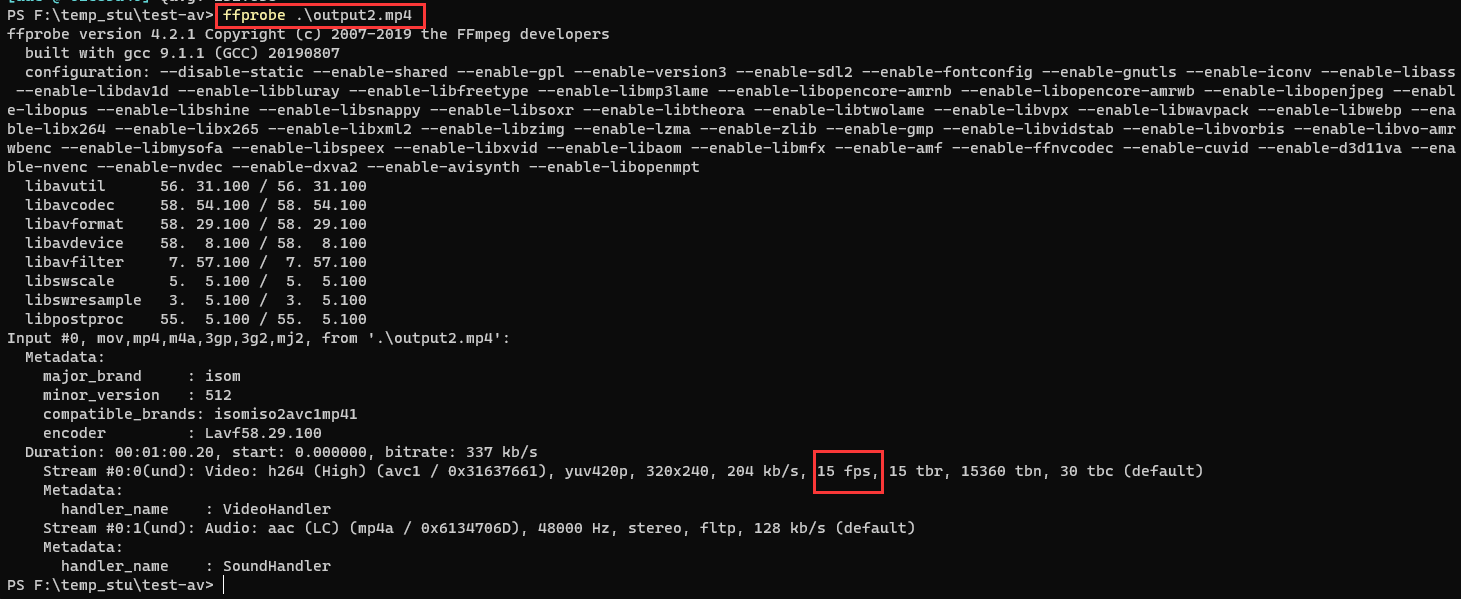 PS F:\temp_stu\test-av> ffprobe .\output2.mp4
ffprobe version 4.2.1 Copyright (c) 2007-2019 the FFmpeg developers
  built with gcc 9.1.1 (GCC) 20190807
  configuration: --disable-static --enable-shared --enable-gpl --enable-version3 --enable-sdl2 --enable-fontconfig --enable-gnutls --enable-iconv --enable-libass
 --enable-libdav1d --enable-libbluray --enable-libfreetype --enable-libmp3lame --enable-libopencore-amrnb --enable-libopencore-amrwb --enable-libopenjpeg --enabl
e-libopus --enable-libshine --enable-libsnappy --enable-libsoxr --enable-libtheora --enable-libtwolame --enable-libvpx --enable-libwavpack --enable-libwebp --ena
ble-libx264 --enable-libx265 --enable-libxml2 --enable-libzimg --enable-lzma --enable-zlib --enable-gmp --enable-libvidstab --enable-libvorbis --enable-libvo-amr
wbenc --enable-libmysofa --enable-libspeex --enable-libxvid --enable-libaom --enable-libmfx --enable-amf --enable-ffnvcodec --enable-cuvid --enable-d3d11va --ena
ble-nvenc --enable-nvdec --enable-dxva2 --enable-avisynth --enable-libopenmpt
  libavutil      56. 31.100 / 56. 31.100
  libavcodec     58. 54.100 / 58. 54.100
  libavformat    58. 29.100 / 58. 29.100
  libavdevice    58.  8.100 / 58.  8.100
  libavfilter     7. 57.100 /  7. 57.100
  libswscale      5.  5.100 /  5.  5.100
  libswresample   3.  5.100 /  3.  5.100
  libpostproc    55.  5.100 / 55.  5.100
Input #0, mov,mp4,m4a,3gp,3g2,mj2, from '.\output2.mp4':
  Metadata:
    major_brand     : isom
    minor_version   : 512
    compatible_brands: isomiso2avc1mp41
    encoder         : Lavf58.29.100
  Duration: 00:01:00.20, start: 0.000000, bitrate: 337 kb/s
    Stream #0:0(und): Video: h264 (High) (avc1 / 0x31637661), yuv420p, 320x240, 204 kb/s, 15 fps, 15 tbr, 15360 tbn, 30 tbc (default)
    Metadata:
      handler_name    : VideoHandler
    Stream #0:1(und): Audio: aac (LC) (mp4a / 0x6134706D), 48000 Hz, stereo, fltp, 128 kb/s (default)
    Metadata:
      handler_name    : SoundHandler
PS F:\temp_stu\test-av>